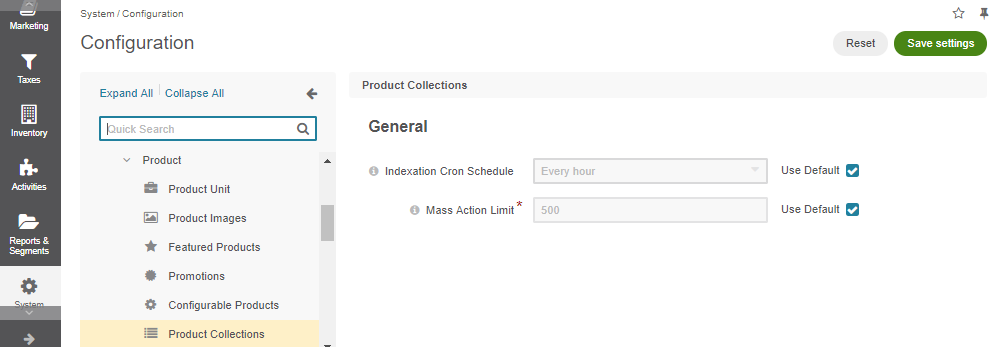 Marketing
Taxes
Inventory
Activities
Reports &
Segments
System
System / Configuration
Configuration
Reset
Save settings
Expand All
Collapse All
Quick Search
Product
Product Unit
Product Images
Featured Products
Promotions
Configurable Products
Product Collections
Product Collections
General
Indexation Cron Schedule
Every hour
Use Default
Mass Action Limit *
500
Use Default